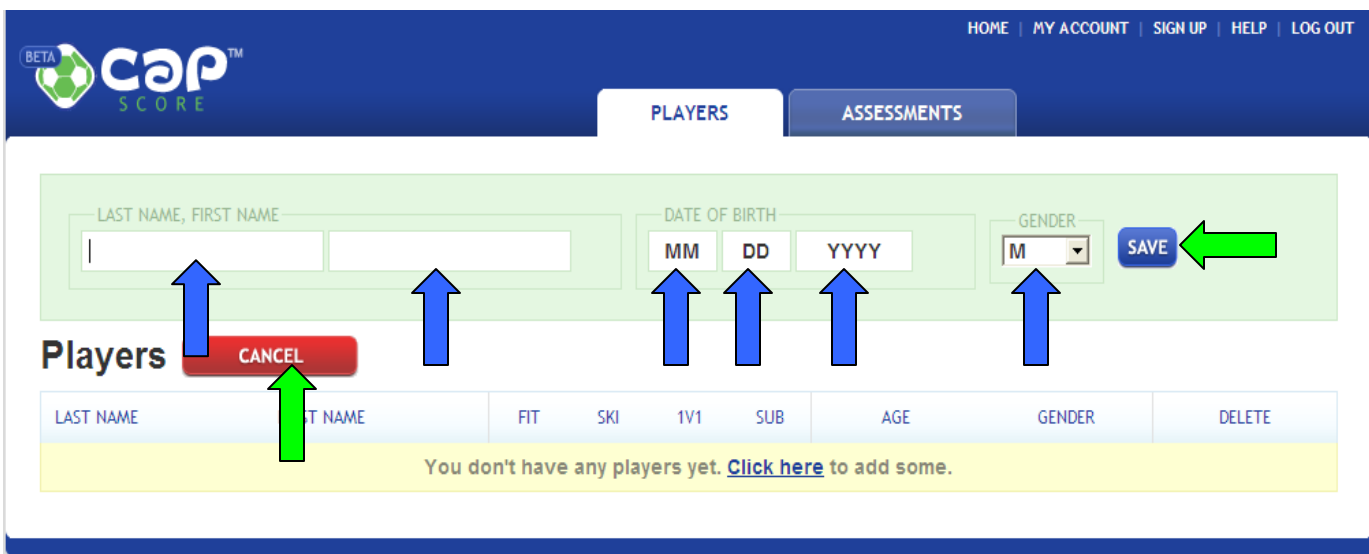 HOME | MY ACCOUNT | SIGN UP | HELP | LOG OUT
BETA
cap™
SCORE
PLAYERS ASSESSMENTS
LAST NAME, FIRST NAME DATE OF BIRTH GENDER
MM DD YYYY M SAVE
Players CANCEL
LAST NAME NAME FIT SKI 1V1 SUB AGE GENDER DELETE
You don't have any players yet. Click here to add some.